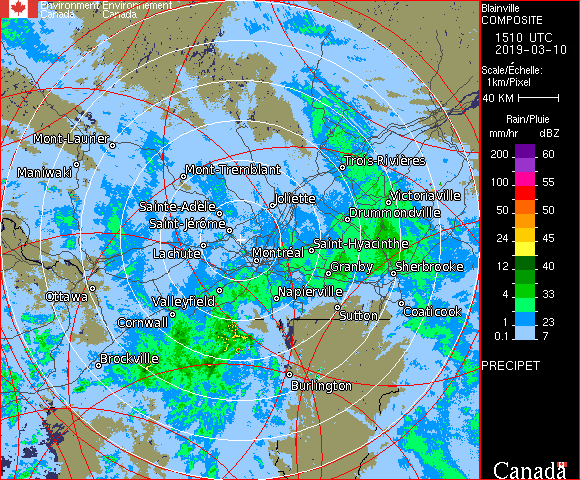 Environment Environnement
Canada Canada
Mont-Laurier
Maniwaki
Mont-Tremblant
Trois-Rivières
Sainte-Adele
Joliette
Victoriaville
Drummondville
Saint-Jérôme
Lachute
Montréal
Saint-Hyacinthe
Granby
Sherbrooke
Ottawa
Valleyfield
Napierville
Cornwall
Sutton
Coaticook
Brockville
Burlington
Blainville
COMPOSITE
1510 UTC
2019-03-10
Scale/Échelle:
1km/Pixel
40 KM
Rain/Pluie
mm/hr dBZ
200 60
100 55
50 50
24 45
12 40
4 33
1 23
0.1 7
PRECIPET
Canada